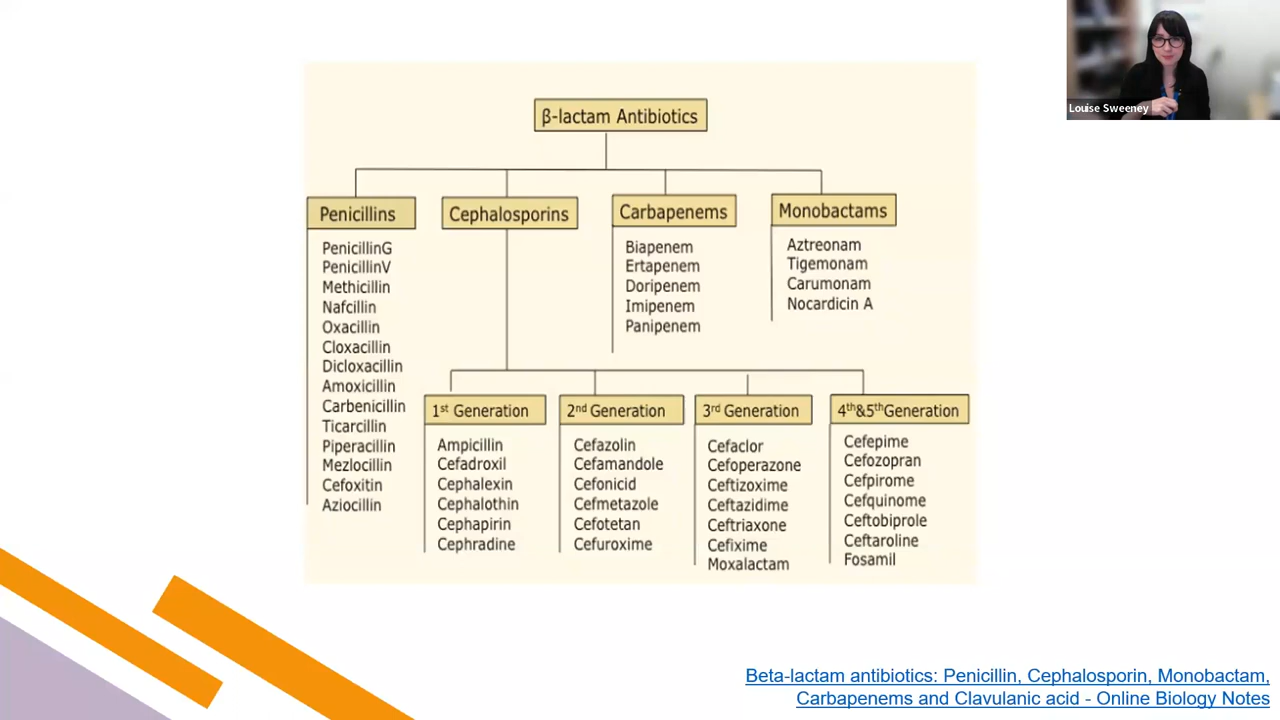 Louise Sweeney
β-lactam Antibiotics
Penicillins
PenicillinG
PenicillinV
Methicillin
Nafcillin
Oxacillin
Cloxacillin
Dicloxacillin
Amoxicillin
Carbenicillin
Ticarcillin
Piperacillin
Mezlocillin
Cefoxitin
Aziocillin
Cephalosporins
Carbapenems
Biapenem
Ertapenem
Doripenem
Imipenem
Panipenem
Monobactams
Aztreonam
Tigemonam
Carumonam
Nocardicin A
1st Generation
Ampicillin
Cefadroxil
Cephalexin
Cephalothin
Cephapirin
Cephradine
2nd Generation
Cefazolin
Cefamandole
Cefonicid
Cefmetazole
Cefotetan
Cefuroxime
3rd Generation
Cefaclor
Cefoperazone
Ceftizoxime
Ceftazidime
Ceftriaxone
Cefixime
Moxalactam
4th&5thGeneration
Cefepime
Cefozopran
Cefpirome
Cefquinome
Ceftobiprole
Ceftaroline
Fosamil
Beta-lactam antibiotics: Penicillin, Cephalosporin, Monobactam,
Carbapenems and Clavulanic acid - Online Biology Notes